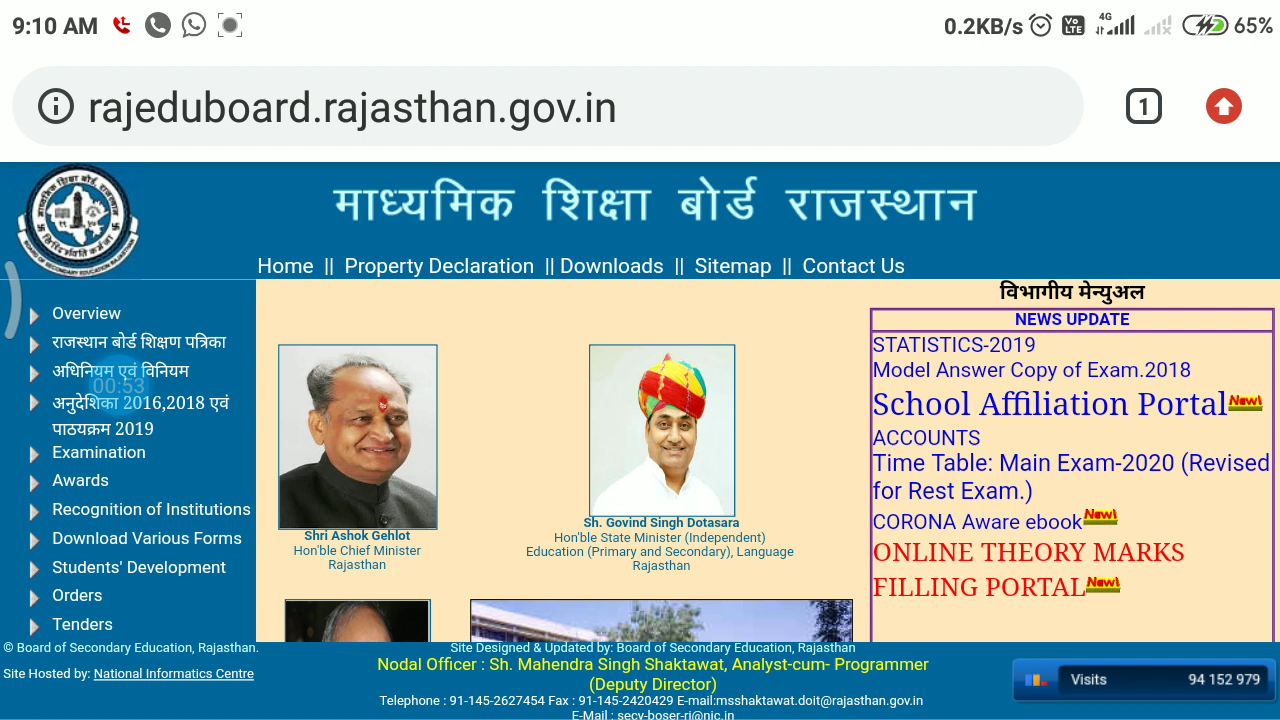 9:10 AM 0.2KB/s Vo LTE 4G 65%
rajeduboard.rajasthan.gov.in 1
माध्यमिक शिक्षा बोर्ड राजस्थान
Home || Property Declaration || Downloads || Sitemap || Contact Us
Overview
राजस्थान बोर्ड शिक्षण पत्रिका
अधिनियम एवं विनियम
00:53
अनुदेशिका 2016,2018 एवं
पाठयक्रम 2019
Examination
Awards
Recognition of Institutions
Download Various Forms
Students' Development
Orders
Tenders
Shri Ashok Gehlot
Hon'ble Chief Minister
Rajasthan
Sh. Govind Singh Dotasara
Hon'ble State Minister (Independent)
Education (Primary and Secondary), Language
Rajasthan
विभागीय मेन्युअल
NEWS UPDATE
STATISTICS-2019
Model Answer Copy of Exam.2018
School Affiliation Portal New!
ACCOUNTS
Time Table: Main Exam-2020 (Revised
for Rest Exam.)
CORONA Aware ebook New!
ONLINE THEORY MARKS
FILLING PORTAL New!
© Board of Secondary Education, Rajasthan.
Site Hosted by: National Informatics Centre
Site Designed & Updated by: Board of Secondary Education, Rajasthan
Nodal Officer : Sh. Mahendra Singh Shaktawat, Analyst-cum- Programmer
(Deputy Director)
Telephone : 91-145-2627454 Fax : 91-145-2420429 E-mail:msshaktawat.doit@rajasthan.gov.in
E-Mail : secy-boser-rj@nic.in
Visits 94 152 979